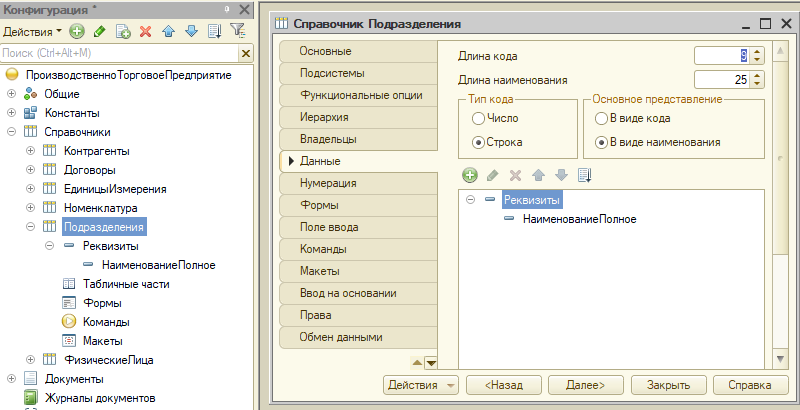 Конфигурация *
Действия
Поиск (Ctrl+Alt+M)
ПроизводственноТорговоеПредприятие
Общие
Константы
Справочники
Контрагенты
Договоры
ЕдиницыИзмерения
Номенклатура
Подразделения
Реквизиты
НаименованиеПолное
Табличные части
Формы
Команды
Макеты
ФизическиеЛица
Документы
Журналы документов
Справочник Подразделения
Основные
Подсистемы
Функциональные опции
Иерархия
Владельцы
Данные
Нумерация
Формы
Поле ввода
Команды
Макеты
Ввод на основании
Права
Обмен данными
Длина кода 9
Длина наименования 25
Тип кода
Число
Строка
Основное представление
В виде кода
В виде наименования
Реквизиты
НаименованиеПолное
Действия <Назад Далее> Закрыть Справка